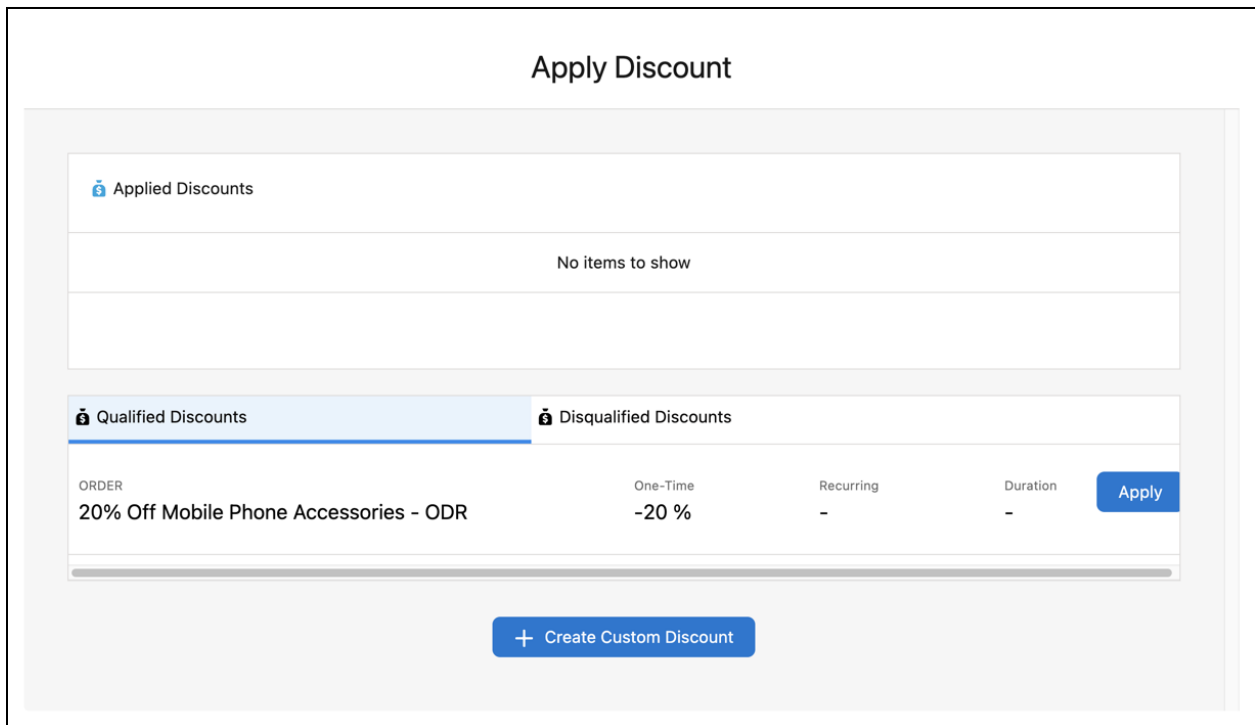 Apply Discount
Applied Discounts
No items to show
Qualified Discounts
Disqualified Discounts
ORDER
One-Time
Recurring
Duration
Apply
20% Off Mobile Phone Accessories - ODR
-20 %
-
-
+ Create Custom Discount